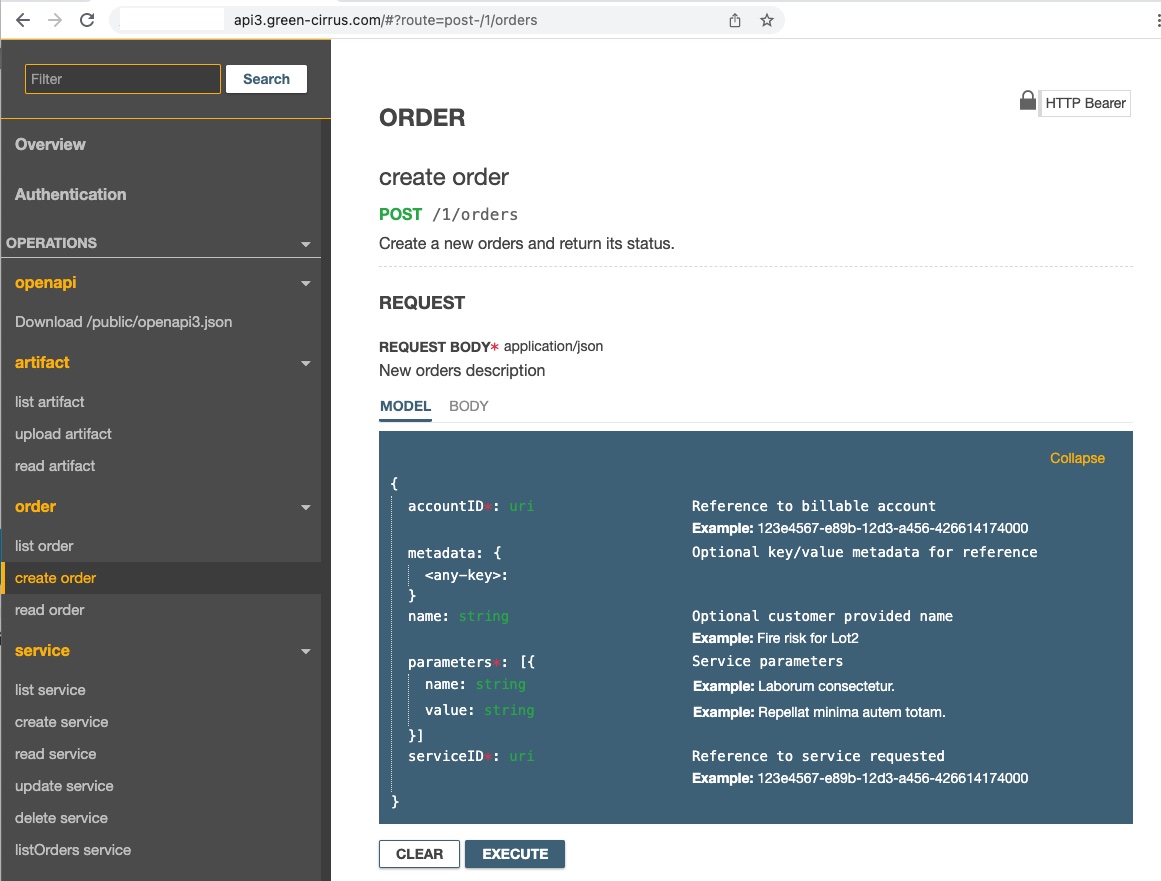 api3.green-cirrus.com/#?route=post-/1/orders
Filter
Search
Overview
Authentication
OPERATIONS
openapi
Download /public/openapi3.json
artifact
list artifact
upload artifact
read artifact
order
list order
create order
read order
service
list service
create service
read service
update service
delete service
listOrders service
ORDER
HTTP Bearer
create order
POST /1/orders
Create a new orders and return its status.
REQUEST
REQUEST BODY* application/json
New orders description
MODEL BODY
Collapse
{
accountID*: uri Reference to billable account
Example: 123e4567-e89b-12d3-a456-426614174000
metadata: { Optional key/value metadata for reference
<any-key>:
}
name: string Optional customer provided name
Example: Fire risk for Lot2
parameters*: [{ Service parameters
name: string Example: Laborum consectetur.
value: string Example: Repellat minima autem totam.
}]
serviceID*: uri Reference to service requested
Example: 123e4567-e89b-12d3-a456-426614174000
}
CLEAR EXECUTE